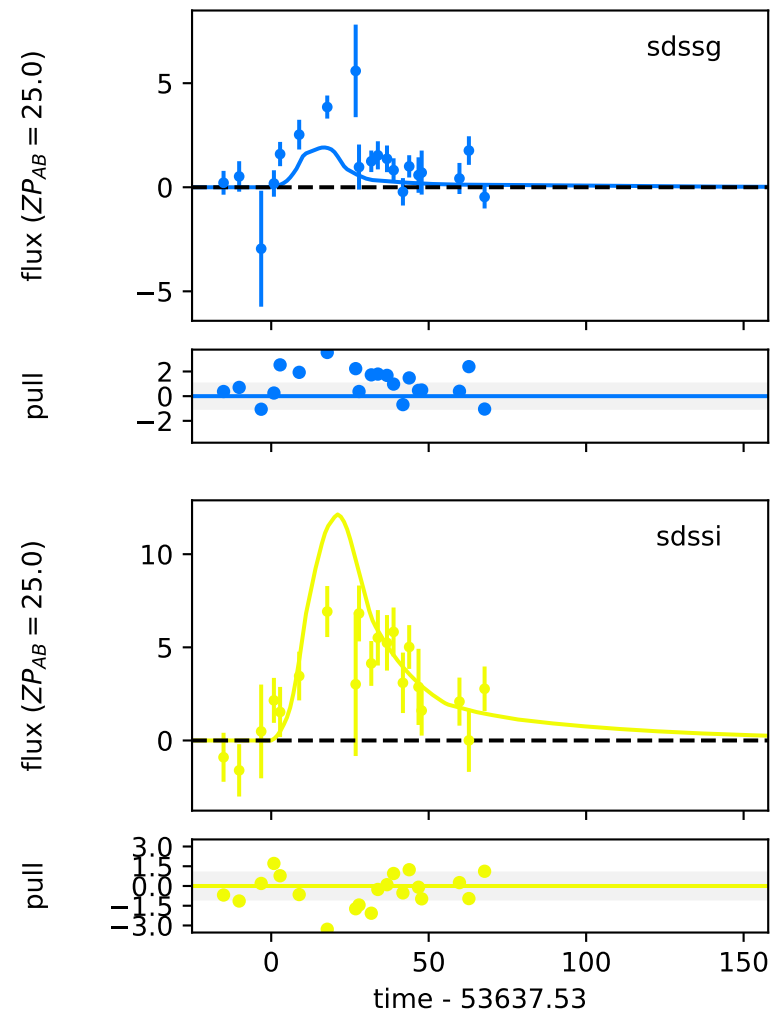 sdssg
flux (ZP_AB = 25.0)
5
0
−5
pull
2
0
−2
sdssi
flux (ZP_AB = 25.0)
10
5
0
pull
3.0
1.5
0.0
−1.5
−3.0
0 50 100 150
time - 53637.53